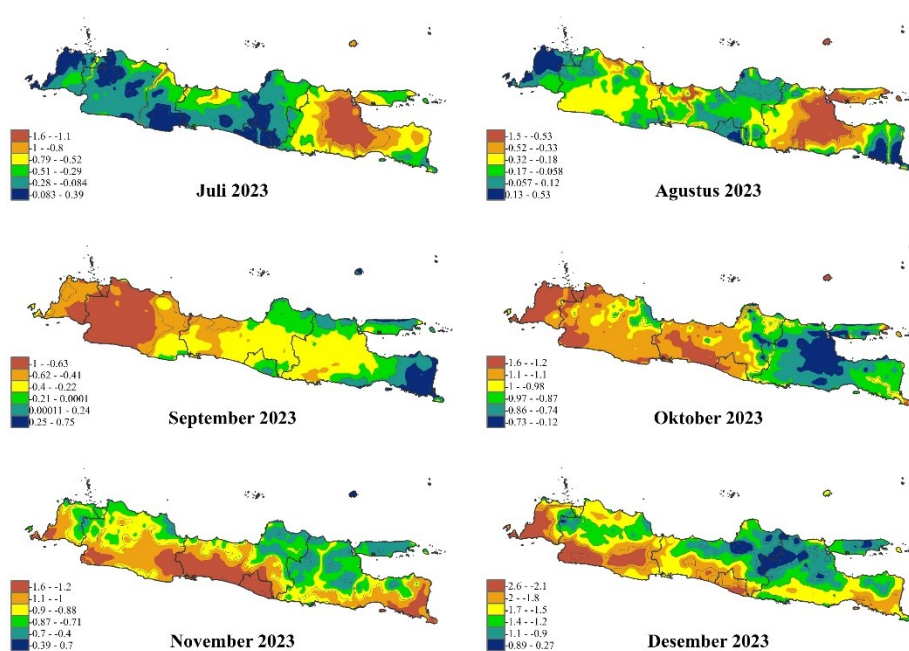 1.6 - -1.1
1 - -0.8
0.79 - -0.52
0.51 - -0.29
0.28 - -0.084
0.083 - 0.39
Juli 2023
1.5 - -0.53
0.52 - -0.33
0.32 - -0.18
0.17 - -0.058
0.057 - 0.12
0.13 - 0.53
Agustus 2023
1 - -0.63
0.62 - -0.41
0.4 - -0.22
0.21 - 0.0001
0.00011 - 0.24
0.25 - 0.75
September 2023
1.6 - -1.2
1.1 - -1.1
1 - -0.98
0.97 - -0.87
0.86 - -0.74
0.73 - -0.12
Oktober 2023
1.6 - -1.2
1.1 - -1
0.9 - -0.88
0.87 - -0.71
0.7 - -0.4
0.39 - 0.7
November 2023
2.6 - -2.1
2 - -1.8
1.7 - -1.5
1.4 - -1.2
1.1 - -0.9
0.89 - 0.27
Desember 2023